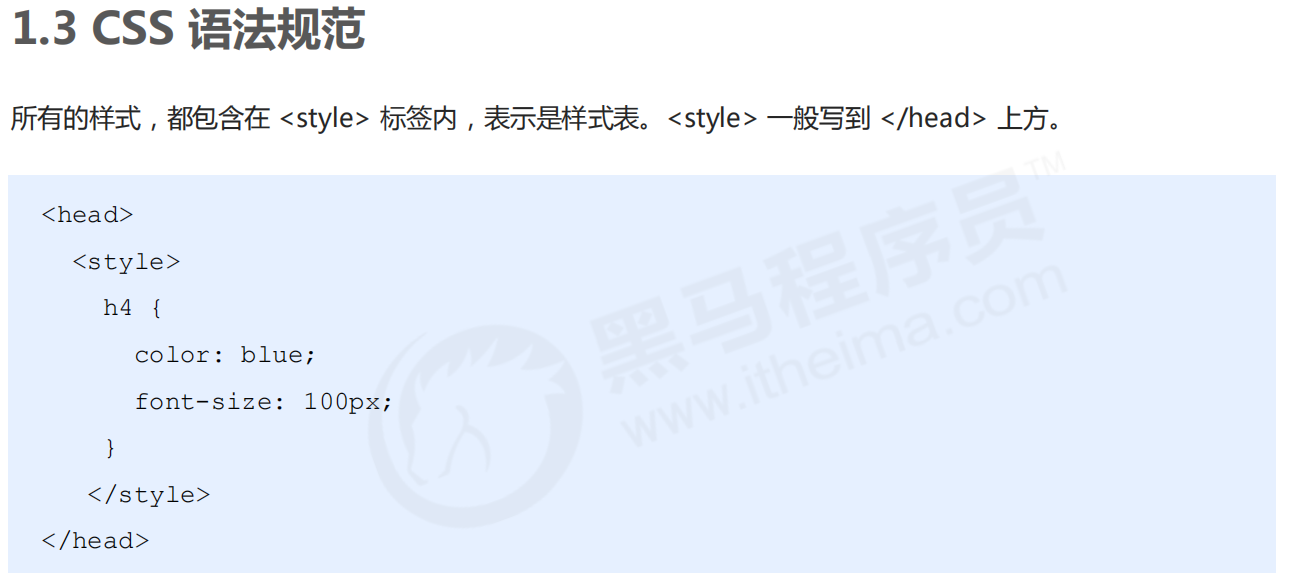 1.3 CSS 语法规范
所有的样式，都包含在 <style> 标签内，表示是样式表。<style> 一般写到 </head> 上方。
<head>
<style>
h4 {
color: blue;
font-size: 100px;
}
</style>
</head>
黑马程序员™
www.itheima.com